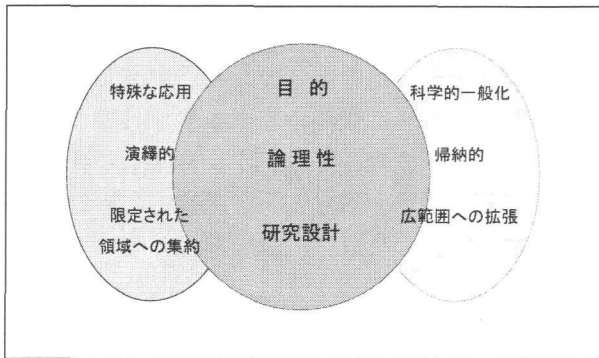 特殊な応用
目的
科学的一般化
演繹的
論理性
帰納的
限定された
領域への集約
研究設計
広範囲への拡張